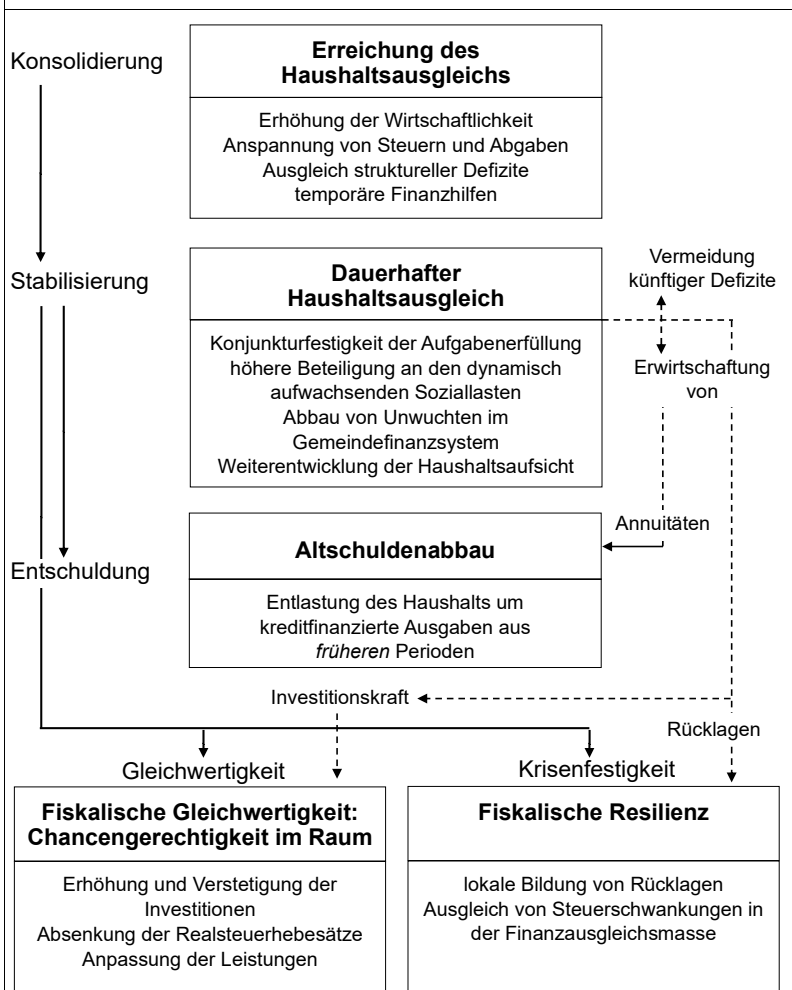 Konsolidierung
Erreichung des
Haushaltsausgleichs
Erhöhung der Wirtschaftlichkeit
Anspannung von Steuern und Abgaben
Ausgleich struktureller Defizite
temporäre Finanzhilfen
Stabilisierung
Dauerhafter
Haushaltsausgleich
Konjunkturfestigkeit der Aufgabenerfüllung
höhere Beteiligung an den dynamisch
aufwachsenden Soziallasten
Abbau von Unwuchten im
Gemeindefinanzsystem
Weiterentwicklung der Haushaltsaufsicht
Vermeidung
künftiger Defizite
Erwirtschaftung
von
Annuitäten
Entschuldung
Altschuldenabbau
Entlastung des Haushalts um
kreditfinanzierte Ausgaben aus
früheren Perioden
Investitionskraft
Rücklagen
Gleichwertigkeit
Fiskalische Gleichwertigkeit:
Chancengerechtigkeit im Raum
Erhöhung und Verstetigung der
Investitionen
Absenkung der Realsteuerhebesätze
Anpassung der Leistungen
Krisenfestigkeit
Fiskalische Resilienz
lokale Bildung von Rücklagen
Ausgleich von Steuerschwankungen in
der Finanzausgleichsmasse